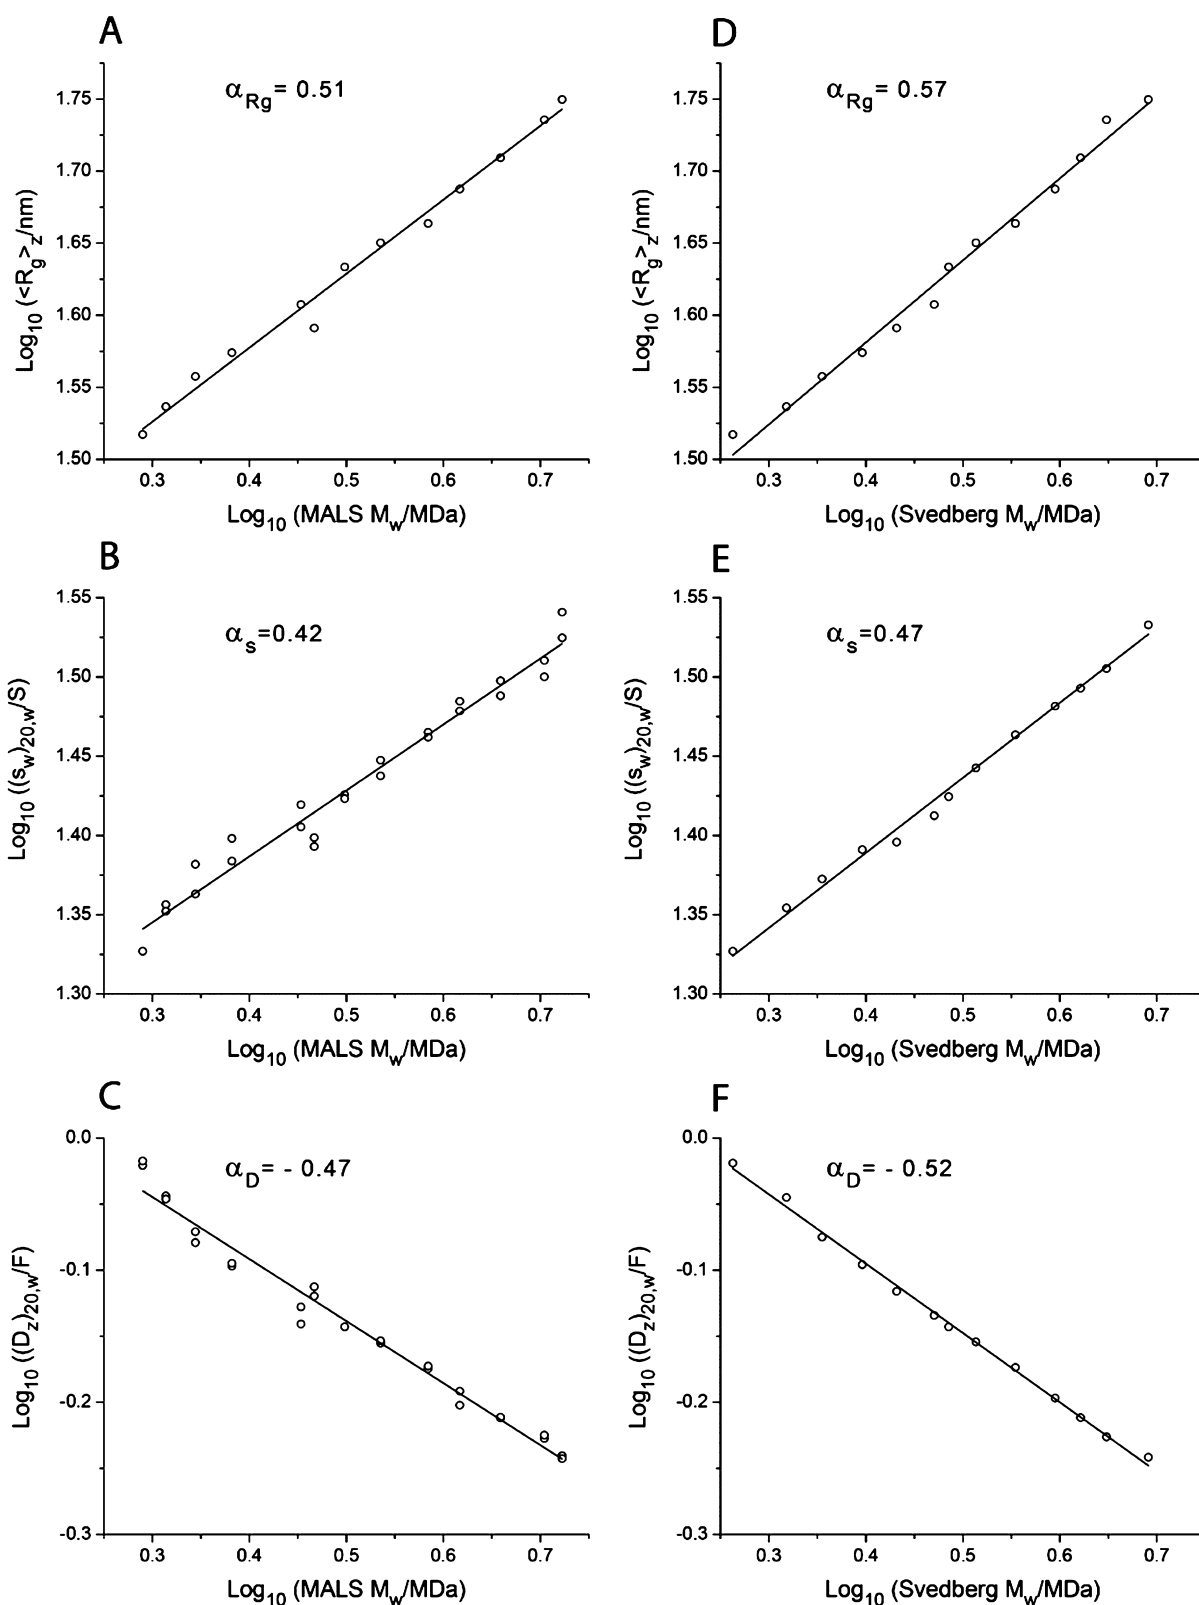 A
α_Rg = 0.51
1.75
1.70
1.65
1.60
1.55
1.50
Log10 (<Rg>z/nm)
0.3 0.4 0.5 0.6 0.7
Log10 (MALS Mw/MDa)
D
α_Rg = 0.57
1.75
1.70
1.65
1.60
1.55
1.50
Log10 (<Rg>z/nm)
0.3 0.4 0.5 0.6 0.7
Log10 (Svedberg Mw/MDa)
B
α_s=0.42
1.55
1.50
1.45
1.40
1.35
1.30
Log10 ((sw)20,w/S)
0.3 0.4 0.5 0.6 0.7
Log10 (MALS Mw/MDa)
E
α_s=0.47
1.55
1.50
1.45
1.40
1.35
1.30
Log10 ((sw)20,w/S)
0.3 0.4 0.5 0.6 0.7
Log10 (Svedberg Mw/MDa)
C
α_D= - 0.47
0.0
-0.1
-0.2
-0.3
Log10 ((Dz)20,w/F)
0.3 0.4 0.5 0.6 0.7
Log10 (MALS Mw/MDa)
F
α_D= - 0.52
0.0
-0.1
-0.2
-0.3
Log10 ((Dz)20,w/F)
0.3 0.4 0.5 0.6 0.7
Log10 (Svedberg Mw/MDa)